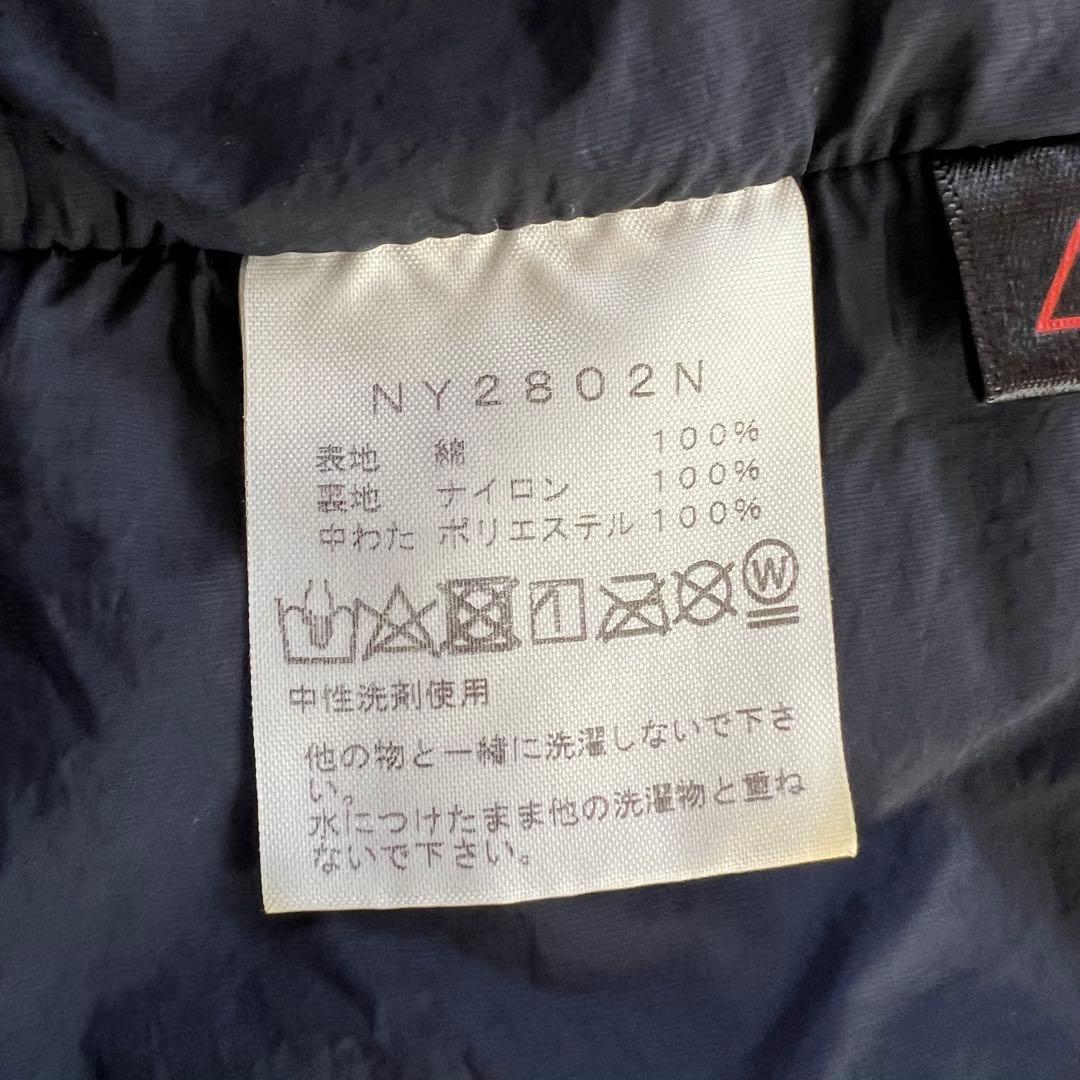 NY2802N
表地 綿 100%
裏地 ナイロン 100%
中わた ポリエステル 100%
W
中性洗剤使用
他の物と一緒に洗濯しないで下さ
い。
水につけたまま他の洗濯物と重ね
ないで下さい。